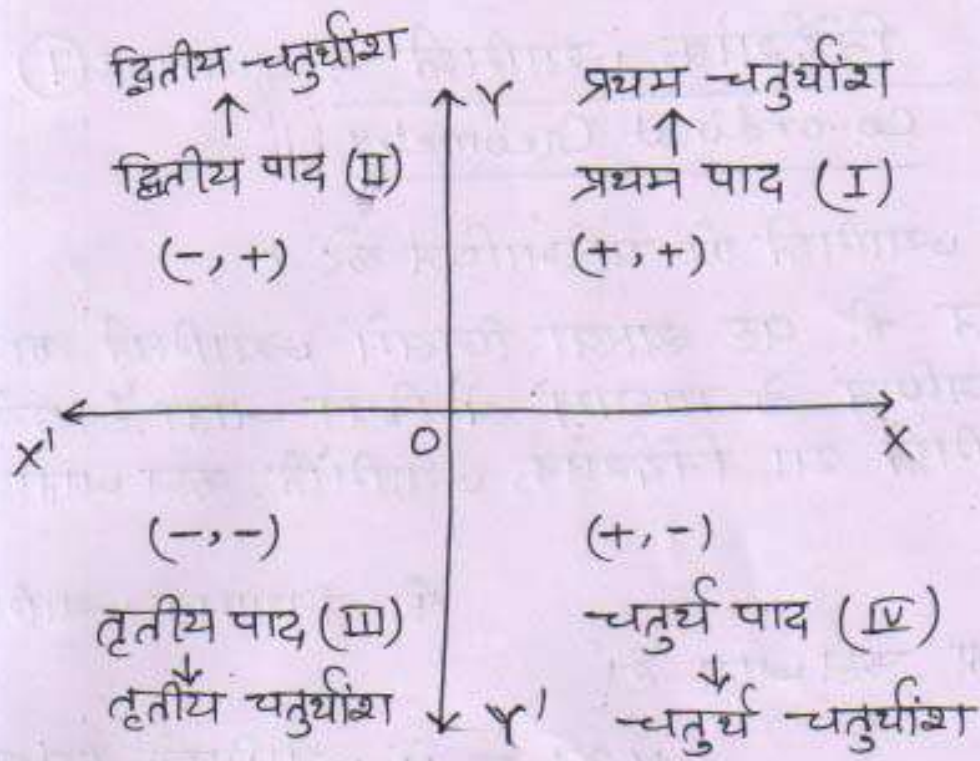 द्वितीय चतुर्थांश
↑
द्वितीय पाद (II)
(-, +)
Y
प्रथम चतुर्थांश
↑
प्रथम पाद (I)
(+, +)
X'
O
X
(-, -)
तृतीय पाद (III)
↓
तृतीय चतुर्थांश
Y'
(+, -)
चतुर्थ पाद (IV)
↓
चतुर्थ चतुर्थांश